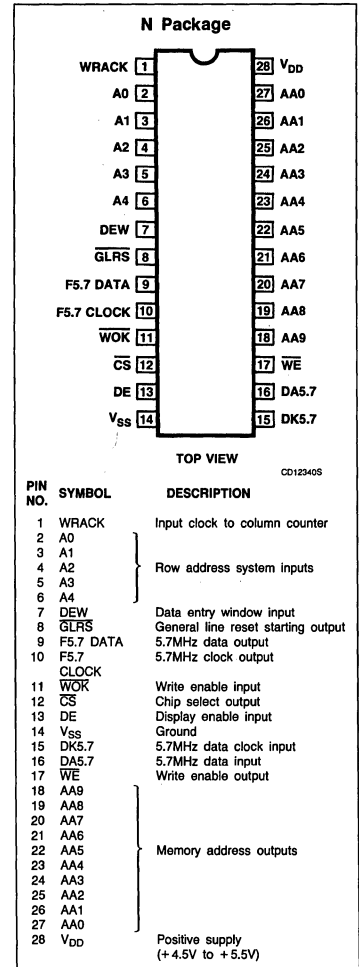 N Package
WRACK 1
A0 2
A1 3
A2 4
A3 5
A4 6
DEW 7
GLRS 8
F5.7 DATA 9
F5.7 CLOCK 10
WOK 11
CS 12
DE 13
VSS 14
28 VDD
27 AA0
26 AA1
25 AA2
24 AA3
23 AA4
22 AA5
21 AA6
20 AA7
19 AA8
18 AA9
17 WE
16 DA5.7
15 DK5.7
TOP VIEW
CD12340S
PIN NO. SYMBOL DESCRIPTION
1 WRACK Input clock to column counter
2 A0
3 A1
4 A2 Row address system inputs
5 A3
6 A4
7 DEW Data entry window input
8 GLRS General line reset starting output
9 F5.7 DATA 5.7MHz data output
10 F5.7 5.7MHz clock output
CLOCK
11 WOK Write enable input
12 CS Chip select output
13 DE Display enable input
14 VSS Ground
15 DK5.7 5.7MHz data clock input
16 DA5.7 5.7MHz data input
17 WE Write enable output
18 AA9
19 AA8
20 AA7
21 AA6
22 AA5 Memory address outputs
23 AA4
24 AA3
25 AA2
26 AA1
27 AA0
28 VDD Positive supply
(+4.5V to +5.5V)